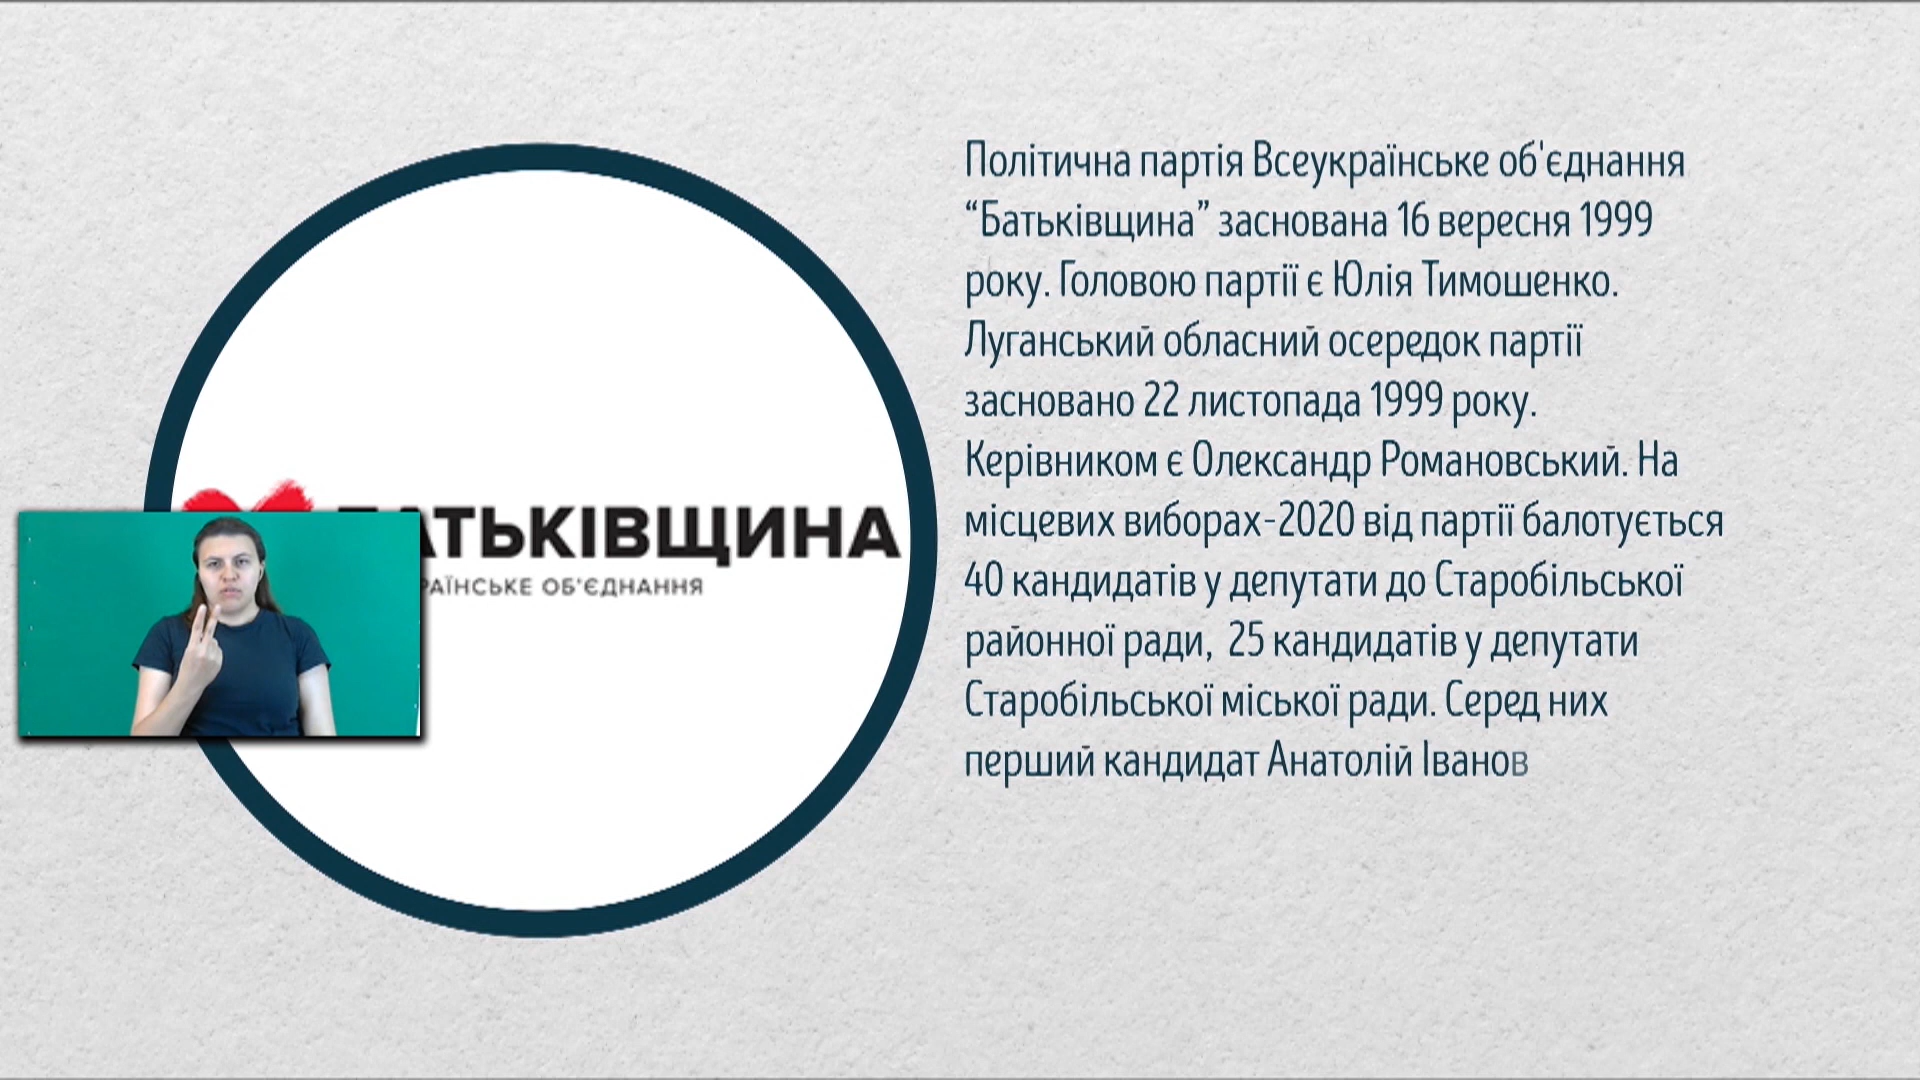 БАТЬКІВЩИНА
ОБ'ЄДНАННЯ
Політична партія Всеукраїнське об'єднання
“Батьківщина” заснована 16 вересня 1999
року. Головою партії є Юлія Тимошенко.
Луганський обласний осередок партії
засновано 22 листопада 1999 року.
Керівником є Олександр Романовський. На
місцевих виборах-2020 від партії балотується
40 кандидатів у депутати до Старобільської
районної ради, 25 кандидатів у депутати
Старобільської міської ради. Серед них
перший кандидат Анатолій Іванов